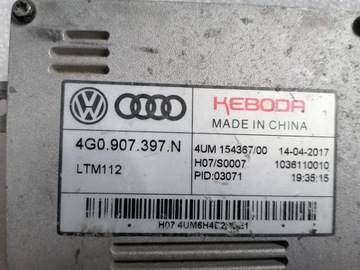 KEBODA
MADE IN CHINA
4G0.907.397.N
LTM112
4UM 154367/00 14-04-2017
H07/S0007 1036110010
PID:03071 19:35:15
H07